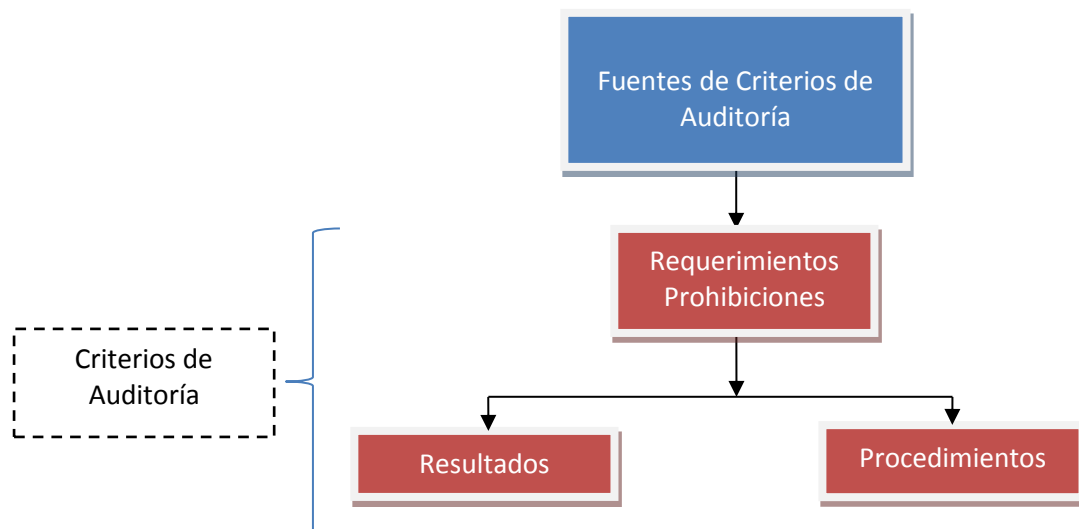 Fuentes de Criterios de
Auditoría
Requerimientos
Prohibiciones
Criterios de
Auditoría
Resultados
Procedimientos